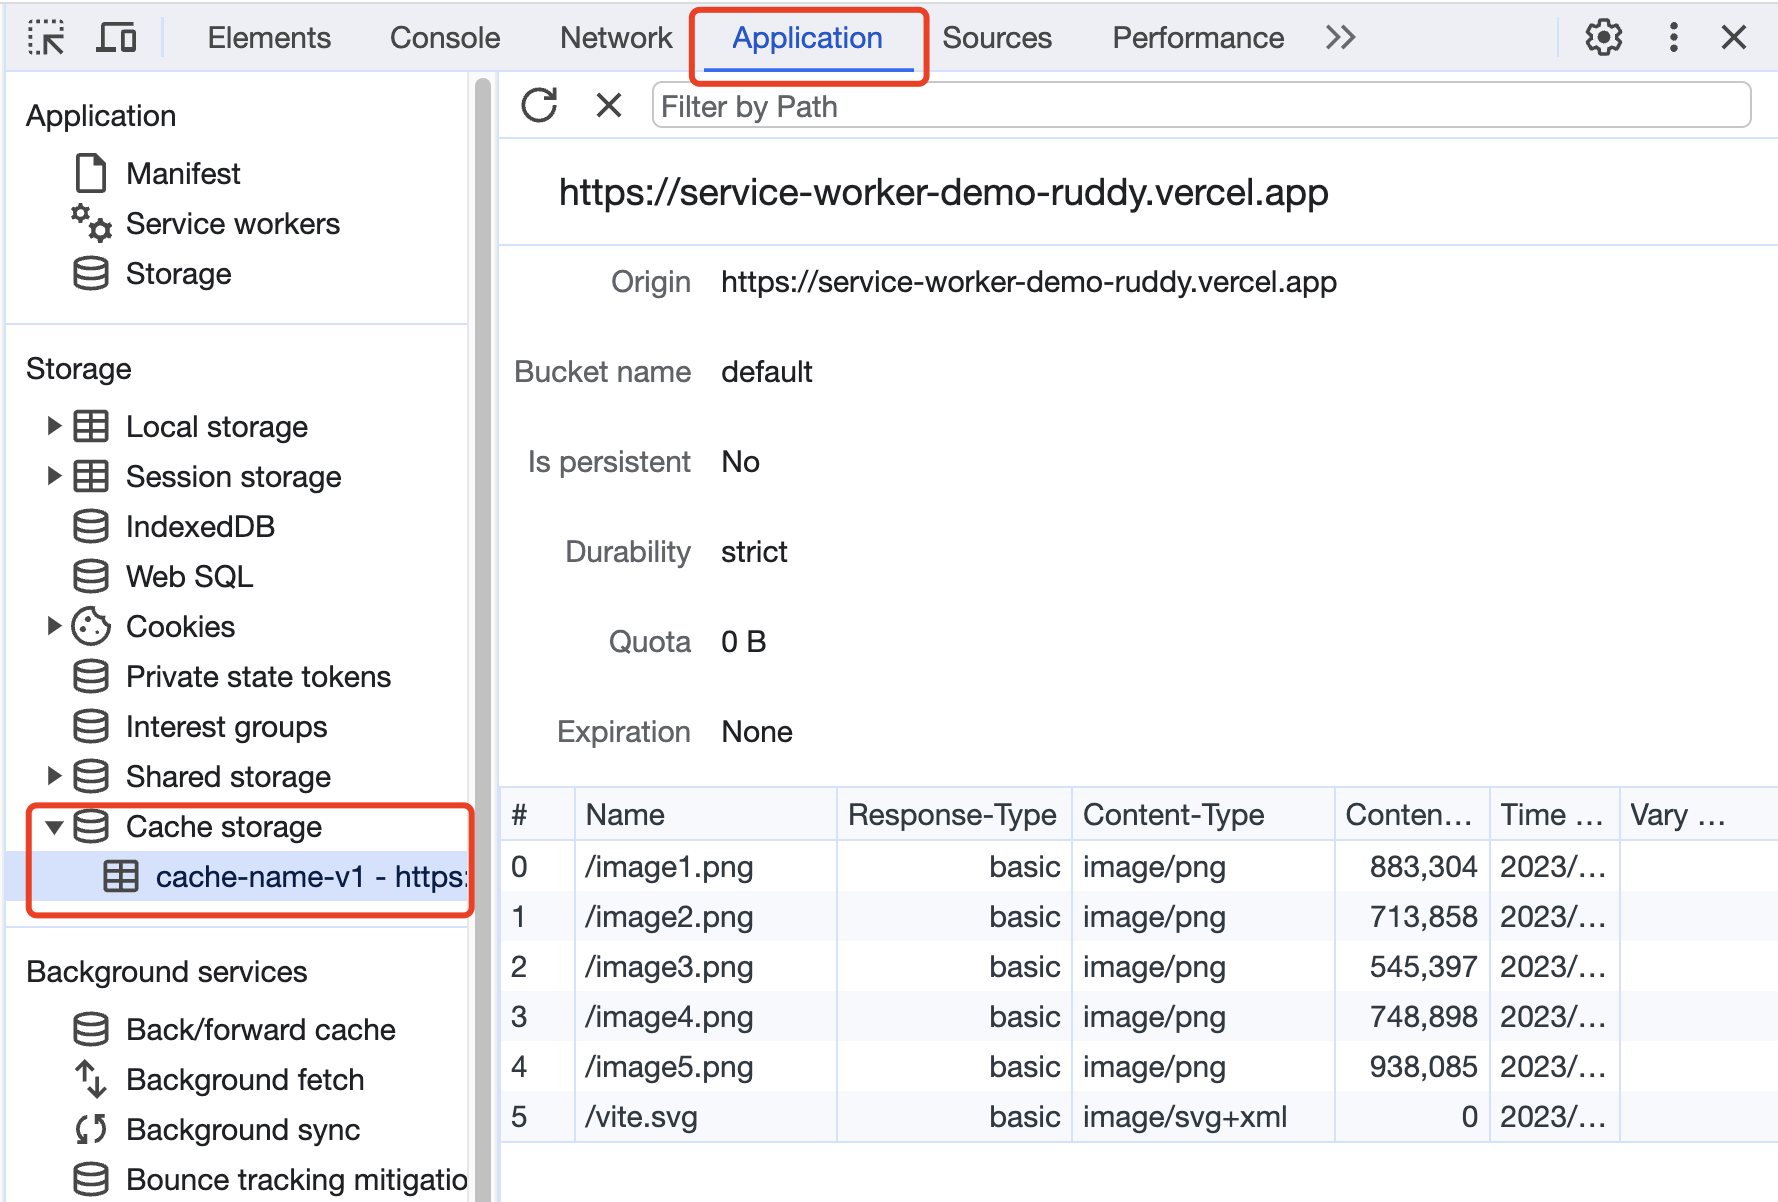 Elements Console Network Application Sources Performance
Application
Manifest
Service workers
Storage
Storage
Local storage
Session storage
IndexedDB
Web SQL
Cookies
Private state tokens
Interest groups
Shared storage
Cache storage
cache-name-v1 - https:
Background services
Back/forward cache
Background fetch
Background sync
Bounce tracking mitigatio
Filter by Path
https://service-worker-demo-ruddy.vercel.app
Origin https://service-worker-demo-ruddy.vercel.app
Bucket name default
Is persistent No
Durability strict
Quota 0 B
Expiration None
# Name Response-Type Content-Type Conten... Time ... Vary ...
0 /image1.png basic image/png 883,304 2023/...
1 /image2.png basic image/png 713,858 2023/...
2 /image3.png basic image/png 545,397 2023/...
3 /image4.png basic image/png 748,898 2023/...
4 /image5.png basic image/png 938,085 2023/...
5 /vite.svg basic image/svg+xml 0 2023/...